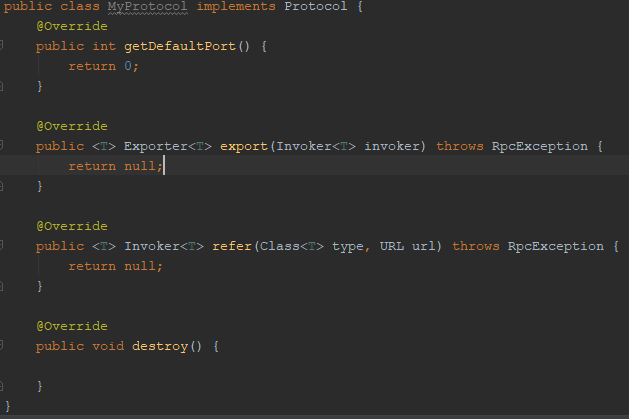 public class MyProtocol implements Protocol {
    @Override
    public int getDefaultPort() {
        return 0;
    }

    @Override
    public <T> Exporter<T> export(Invoker<T> invoker) throws RpcException {
        return null;
    }

    @Override
    public <T> Invoker<T> refer(Class<T> type, URL url) throws RpcException {
        return null;
    }

    @Override
    public void destroy() {

    }
}